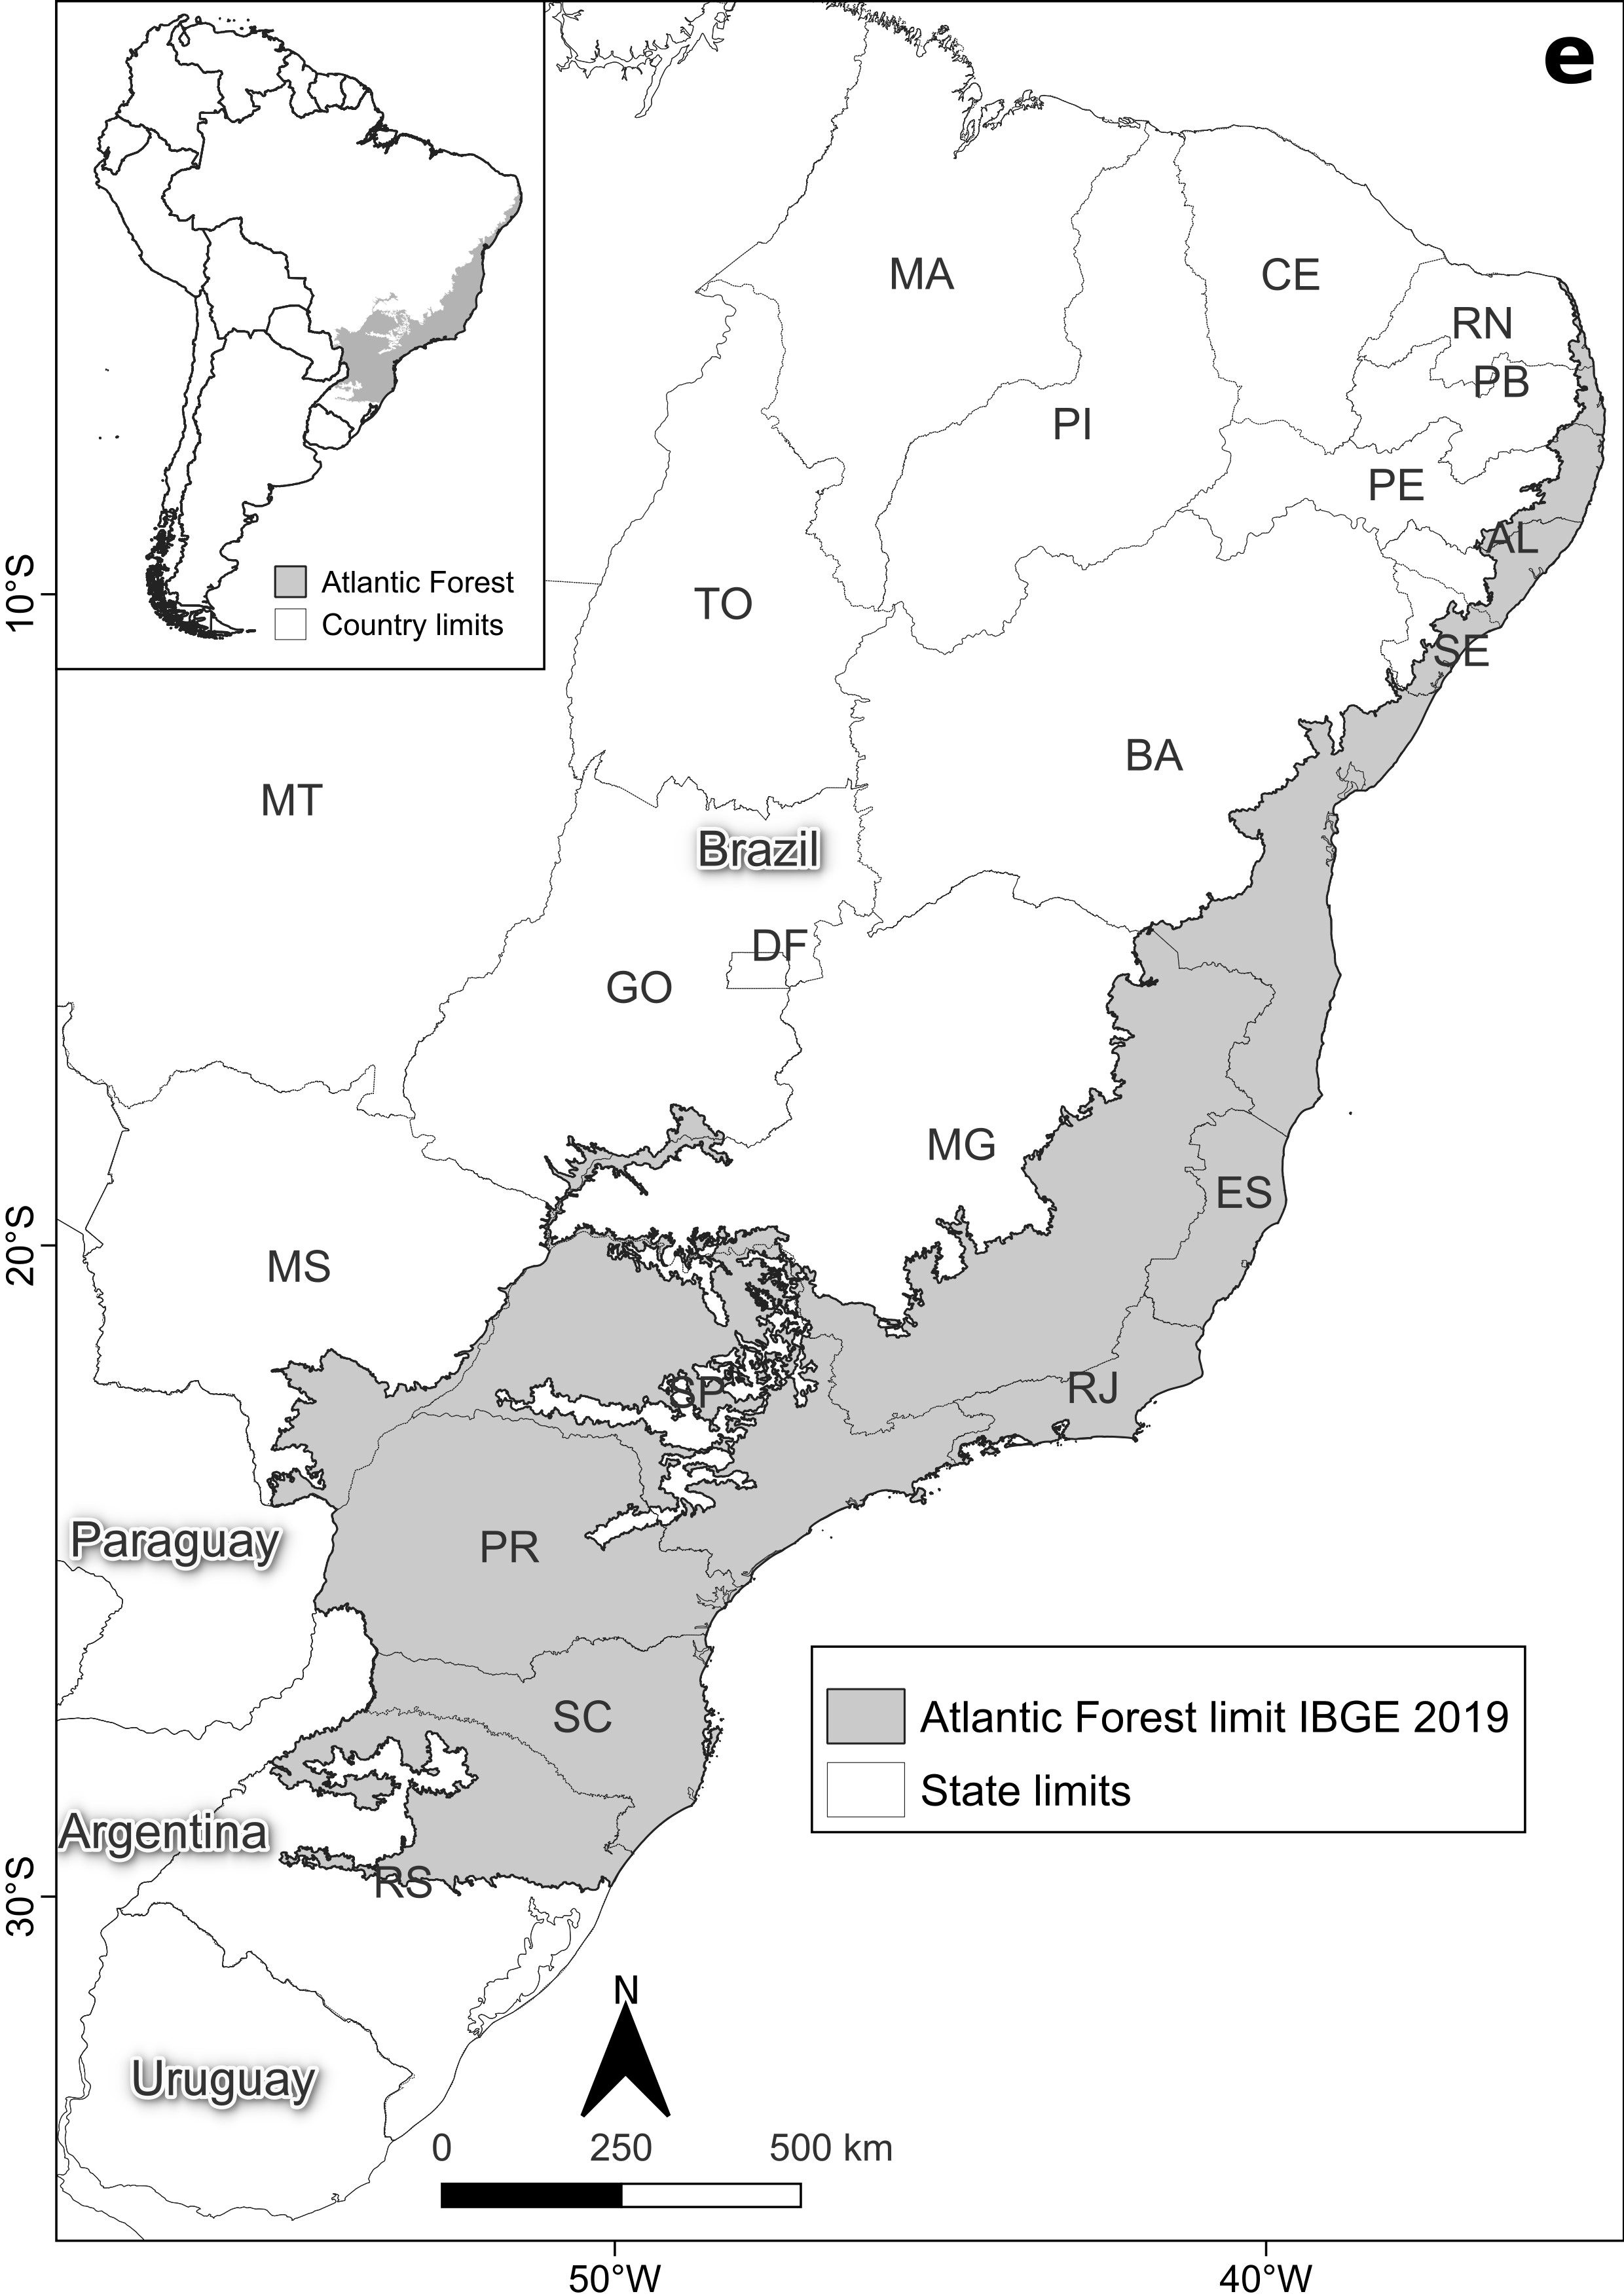 e
Atlantic Forest
Country limits
MA
CE
RN
PB
PI
PE
AL
10°S
TO
SE
BA
MT
Brazil
DF
GO
MG
ES
20°S
MS
SP
RJ
Paraguay
PR
SC
Atlantic Forest limit IBGE 2019
State limits
Argentina
RS
30°S
N
Uruguay
0 250 500 km
50°W 40°W